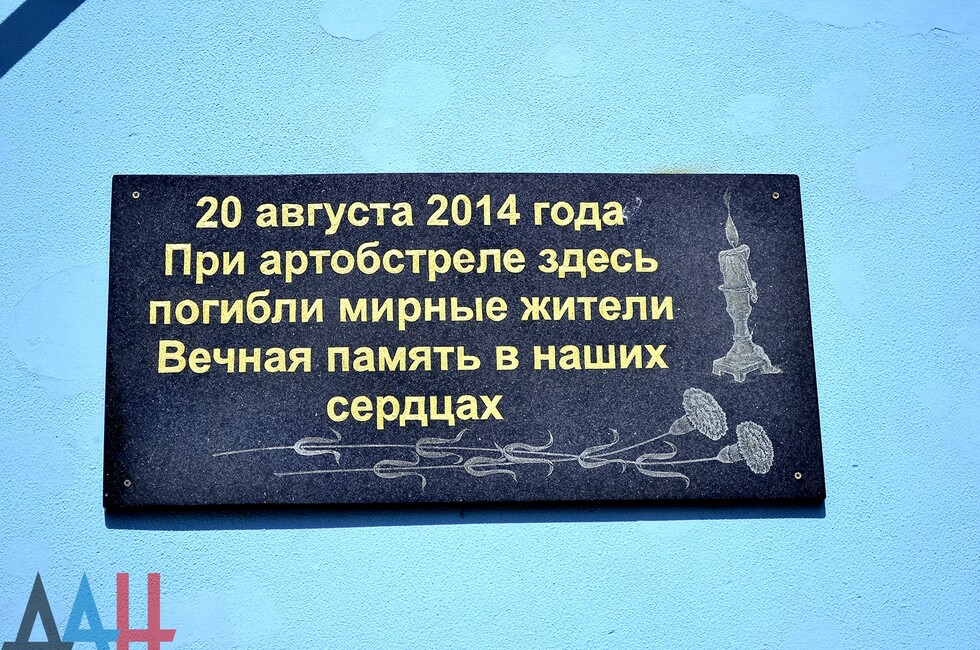 20 августа 2014 года
При артобстреле здесь
погибли мирные жители
Вечная память в наших
сердцах
ДАН